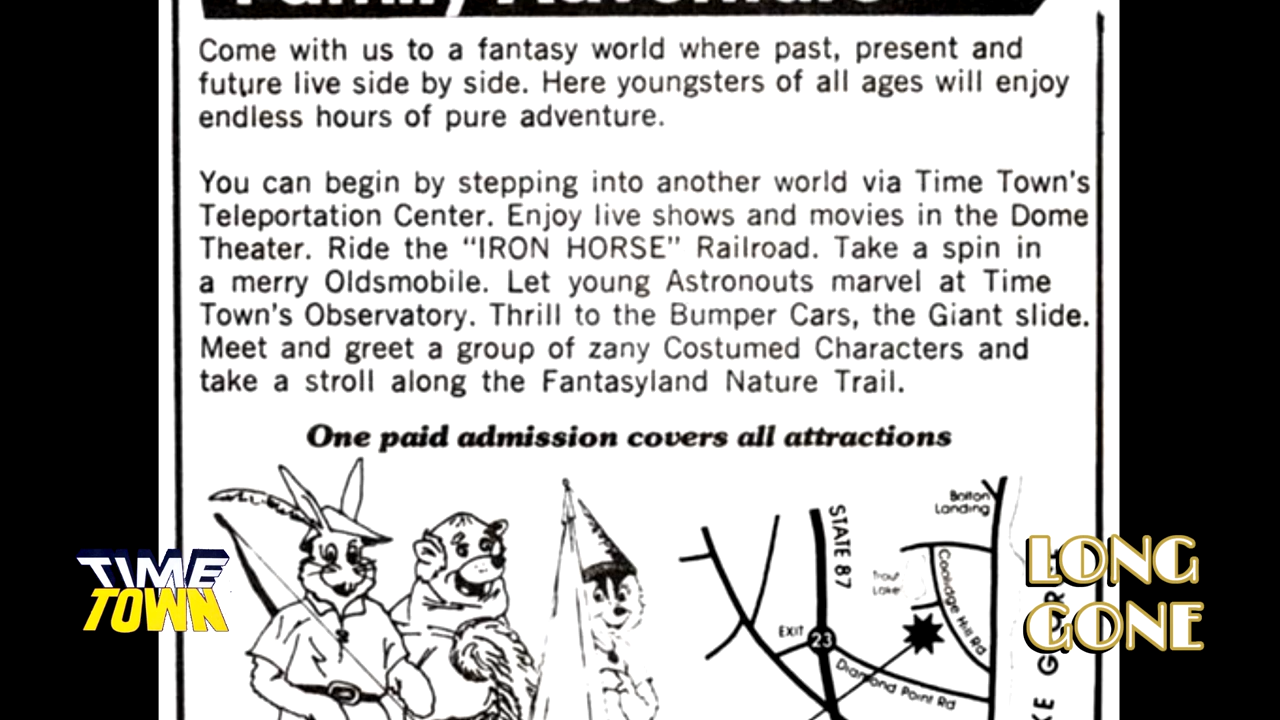 Come with us to a fantasy world where past, present and
future live side by side. Here youngsters of all ages will enjoy
endless hours of pure adventure.
You can begin by stepping into another world via Time Town's
Teleportation Center. Enjoy live shows and movies in the Dome
Theater. Ride the "IRON HORSE" Railroad. Take a spin in
a merry Oldsmobile. Let young Astronouts marvel at Time
Town's Observatory. Thrill to the Bumper Cars, the Giant slide.
Meet and greet a group of zany Costumed Characters and
take a stroll along the Fantasyland Nature Trail.
One paid admission covers all attractions
Bolton
Landing
STATE 87
Trout
Lake
Coolidge Hill Rd
EXIT
23
Diamond Point Rd
TIME
TOWN
LONG
GONE